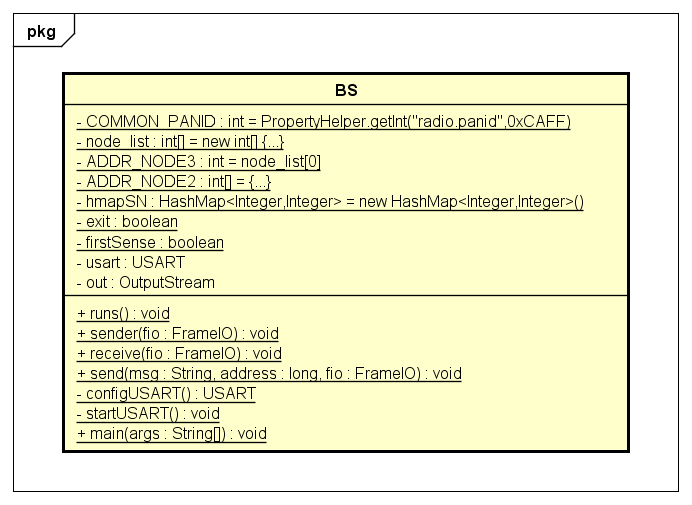 pkg
BS
- COMMON_PANID : int = PropertyHelper.getInt("radio.panid",0xCAFF)
- node_list : int[] = new int[] {...}
- ADDR_NODE3 : int = node_list[0]
- ADDR_NODE2 : int[] = {...}
- hmapSN : HashMap<Integer,Integer> = new HashMap<Integer,Integer>()
- exit : boolean
- firstSense : boolean
- usart : USART
- out : OutputStream
+ runs() : void
+ sender(fio : FrameIO) : void
+ receive(fio : FrameIO) : void
+ send(msg : String, address : long, fio : FrameIO) : void
- configUSART() : USART
- startUSART() : void
+ main(args : String[]) : void